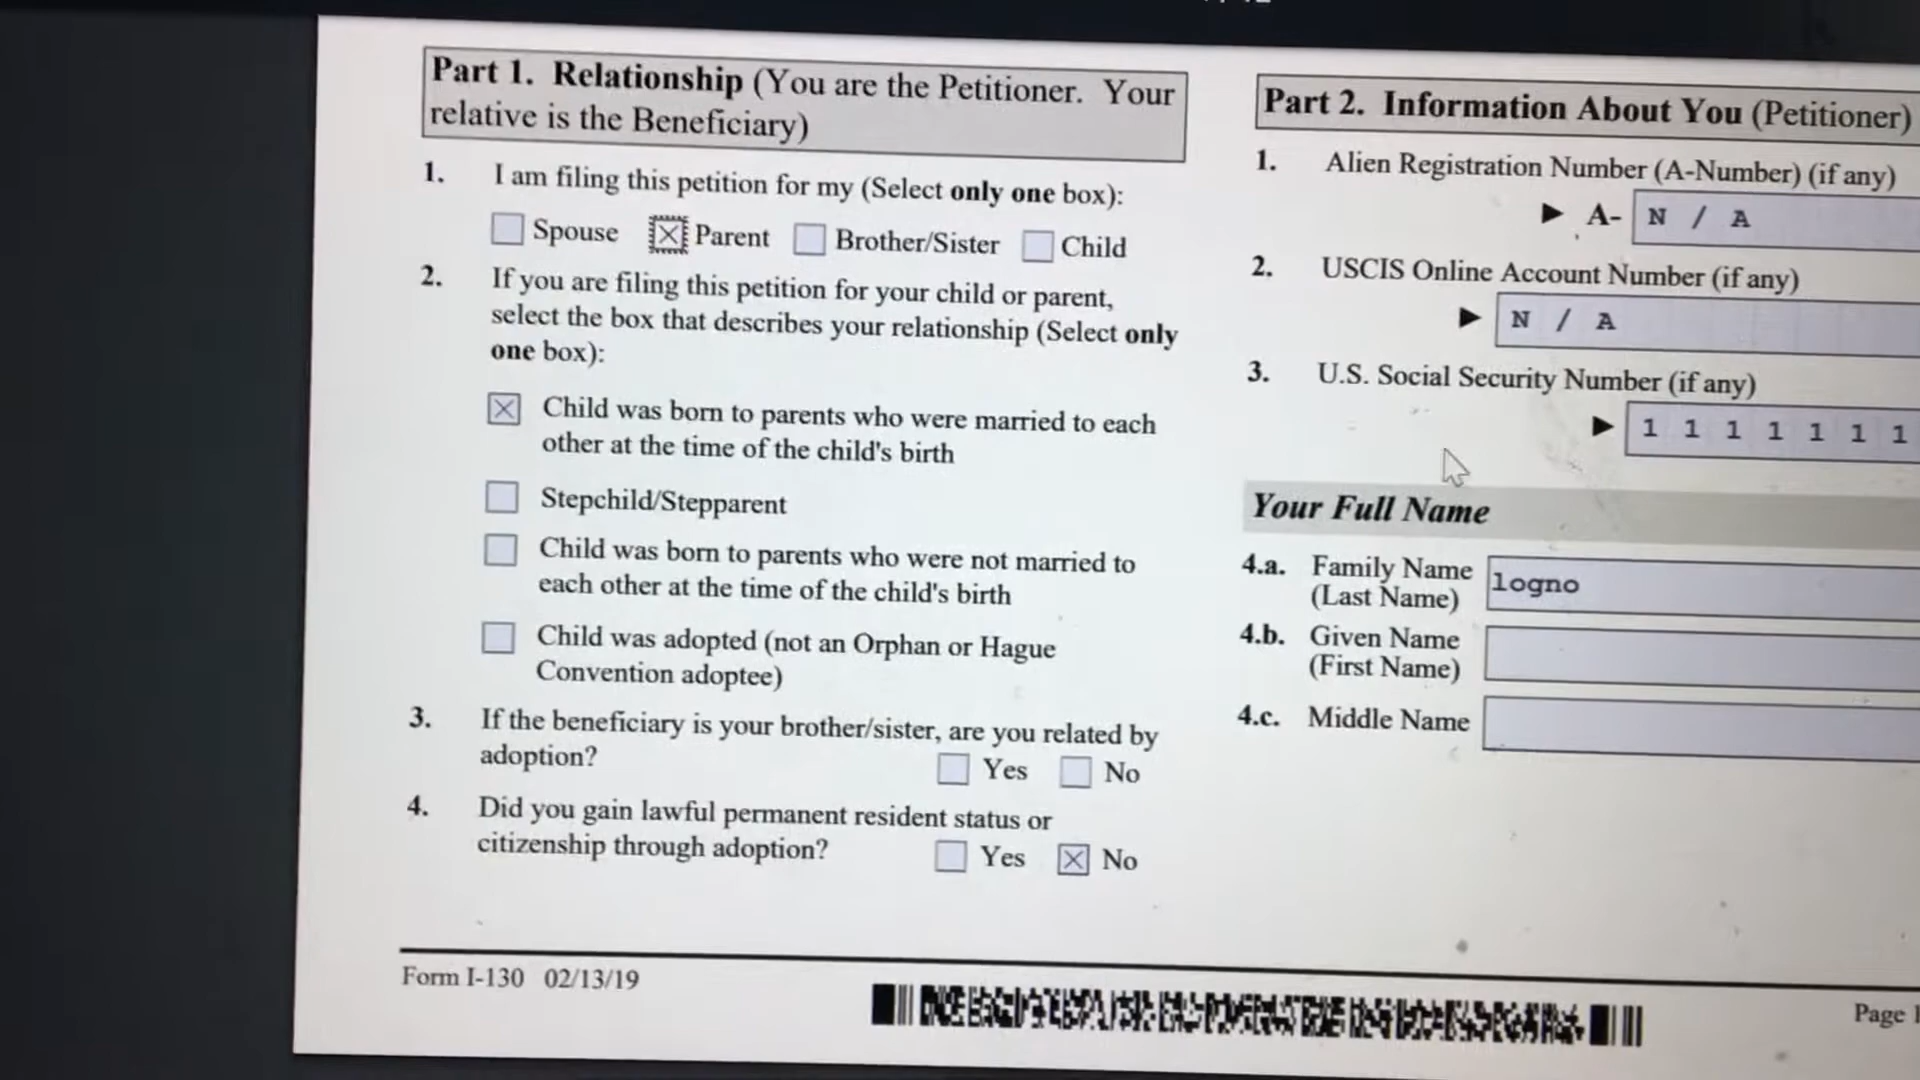 Part 1. Relationship (You are the Petitioner. Your
relative is the Beneficiary)
1. I am filing this petition for my (Select only one box):
Spouse Parent Brother/Sister Child
2. If you are filing this petition for your child or parent,
select the box that describes your relationship (Select only
one box):
Child was born to parents who were married to each
other at the time of the child's birth
Stepchild/Stepparent
Child was born to parents who were not married to
each other at the time of the child's birth
Child was adopted (not an Orphan or Hague
Convention adoptee)
3. If the beneficiary is your brother/sister, are you related by
adoption? Yes No
4. Did you gain lawful permanent resident status or
citizenship through adoption? Yes No
Part 2. Information About You (Petitioner)
1. Alien Registration Number (A-Number) (if any)
A- N / A
2. USCIS Online Account Number (if any)
N / A
3. U.S. Social Security Number (if any)
1 1 1 1 1 1 1
Your Full Name
4.a. Family Name logno
(Last Name)
4.b. Given Name
(First Name)
4.c. Middle Name
Form I-130 02/13/19
Page 1